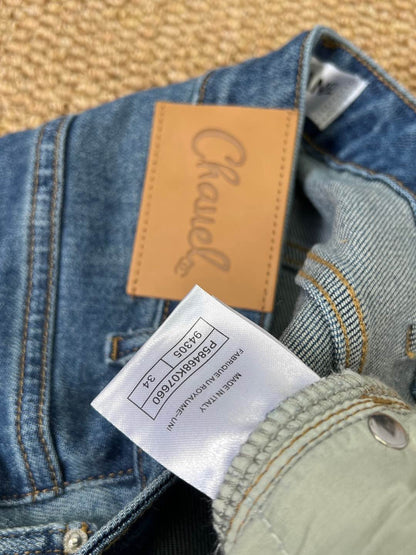 Chanel
MADE IN ITALY
FABRIQUE AU ROYAUME-UNI
P58468K07660
94305 34